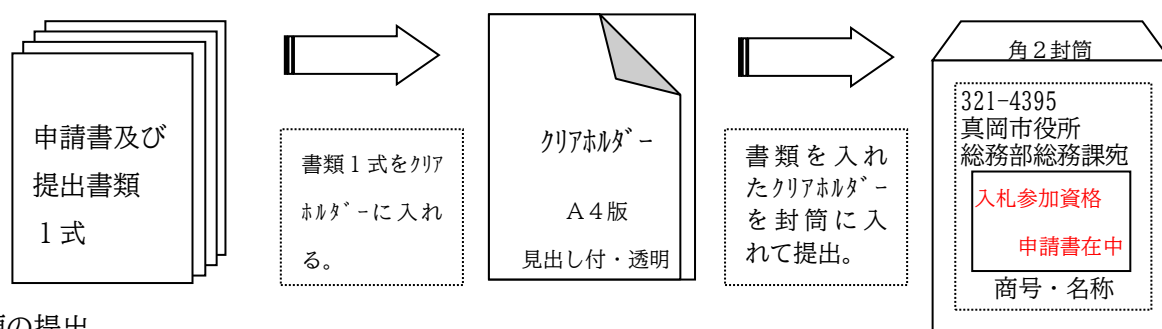 申請書及び
提出書類
１式
書類１式をｸﾘｱ
ﾎﾙﾀﾞｰに入れ
る。
ｸﾘｱﾎﾙﾀﾞｰ
Ａ４版
見出し付・透明
書類を入れ
たｸﾘｱﾎﾙﾀﾞｰ
を封筒に入
れて提出。
角２封筒
321-4395
真岡市役所
総務部総務課宛
入札参加資格
申請書在中
商号・名称
の提出